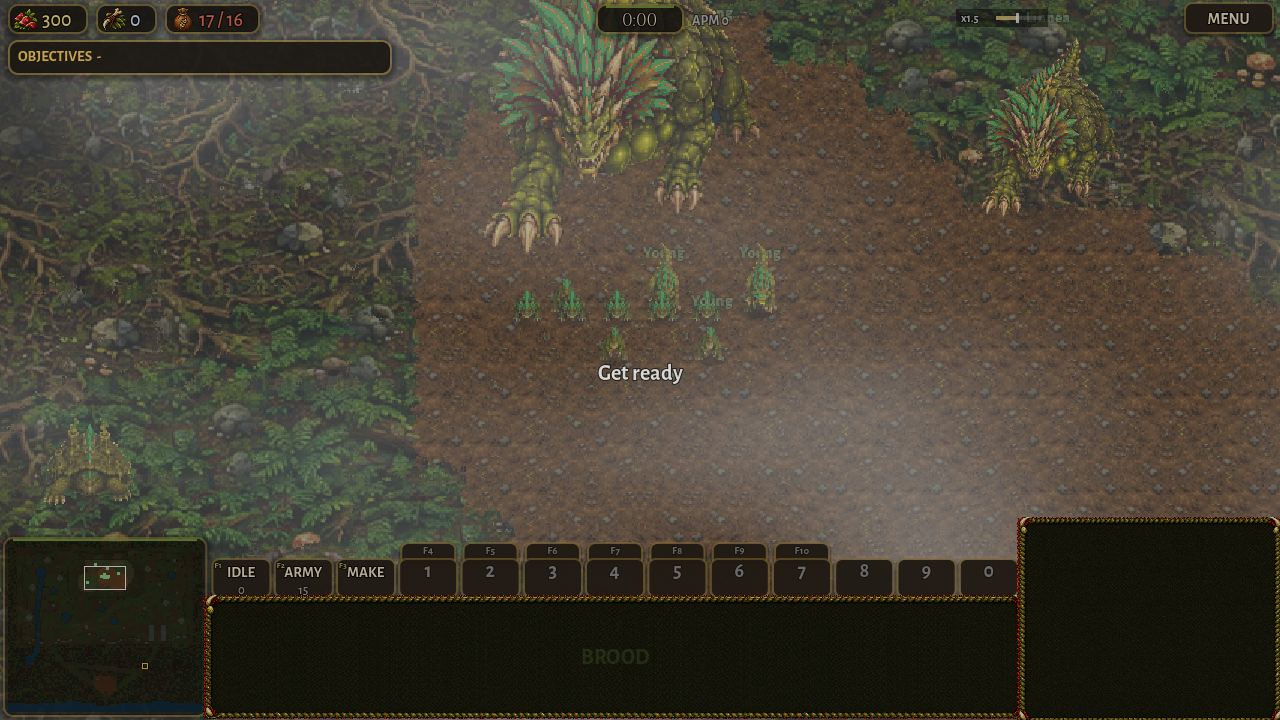 300
0
17/16
0:00
APM 0
x1.5
MENU
OBJECTIVES -
Young
Young
Young
Get ready
F1 IDLE 0
F2 ARMY 15
F3 MAKE
F4 1
F5 2
F6 3
F7 4
F8 5
F9 6
F10 7
8
9
0
BROOD